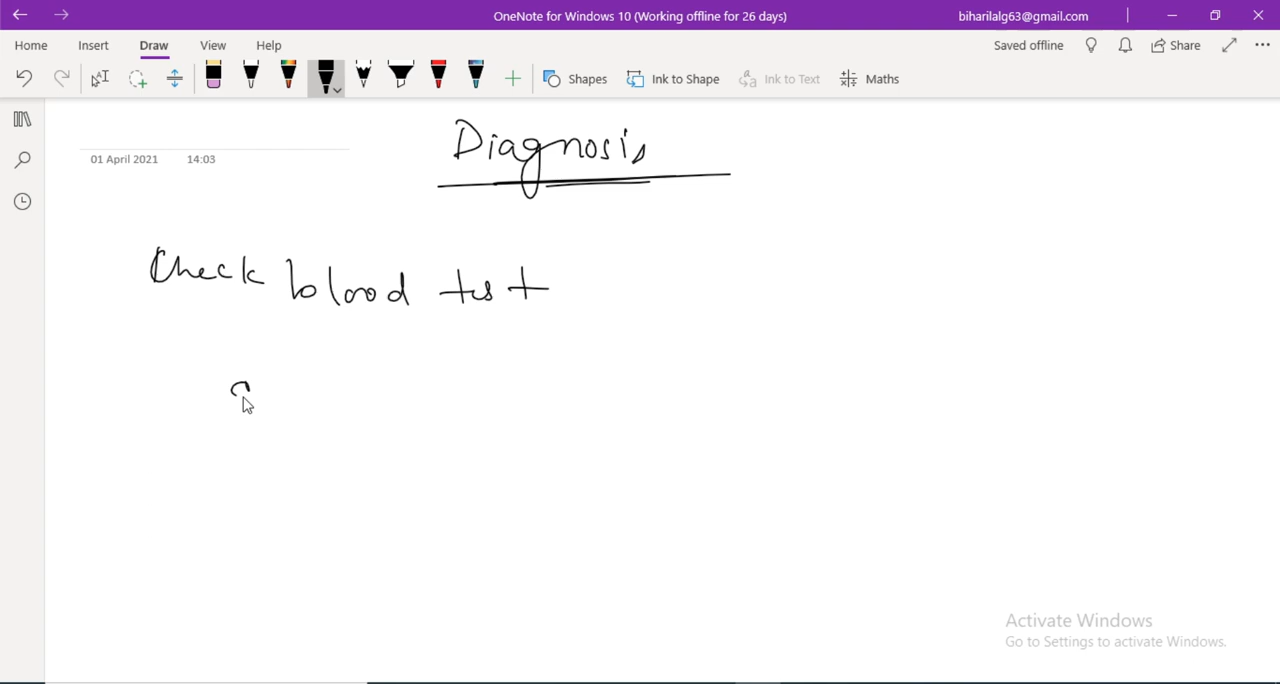 OneNote for Windows 10 (Working offline for 26 days)
biharilalg63@gmail.com
Home Insert Draw View Help
Saved offline Share
Shapes Ink to Shape Ink to Text Maths
Diagnosis
01 April 2021 14:03
Check blood test
Activate Windows
Go to Settings to activate Windows.